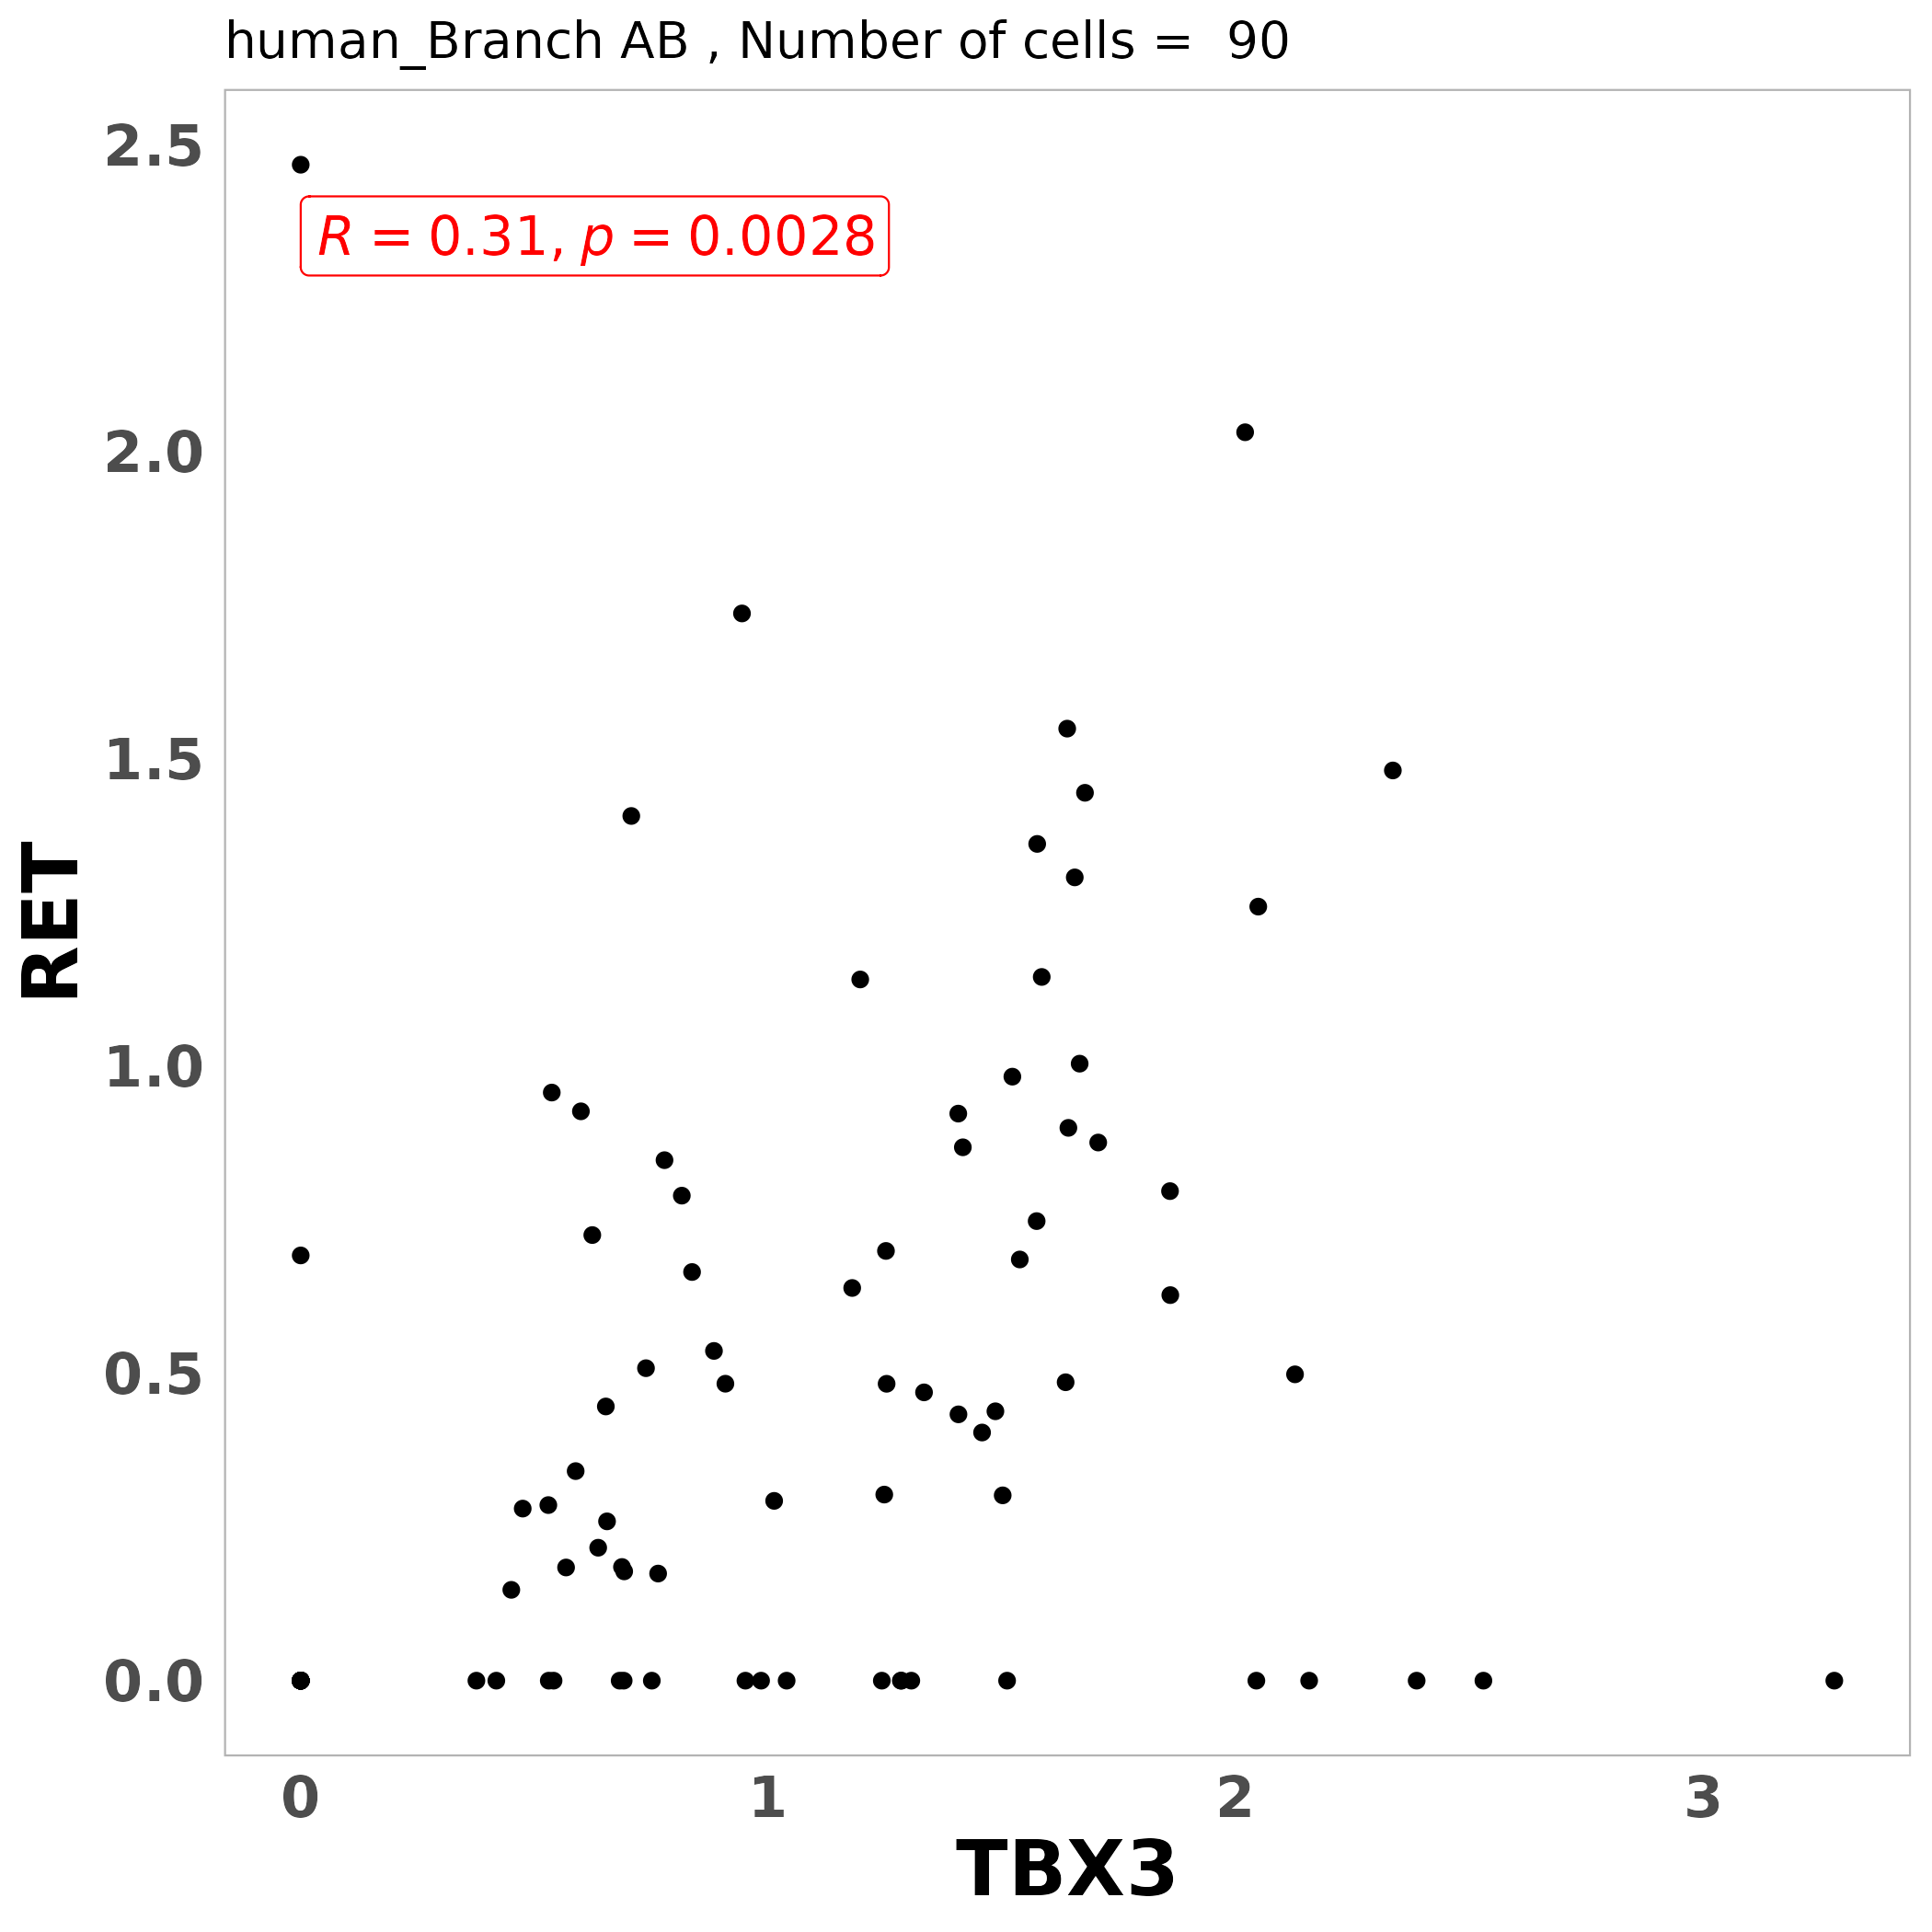 human_Branch AB , Number of cells =  90
2.5
R = 0.31, p = 0.0028
2.0
1.5
RET
1.0
0.5
0.0
0 1 2 3
TBX3